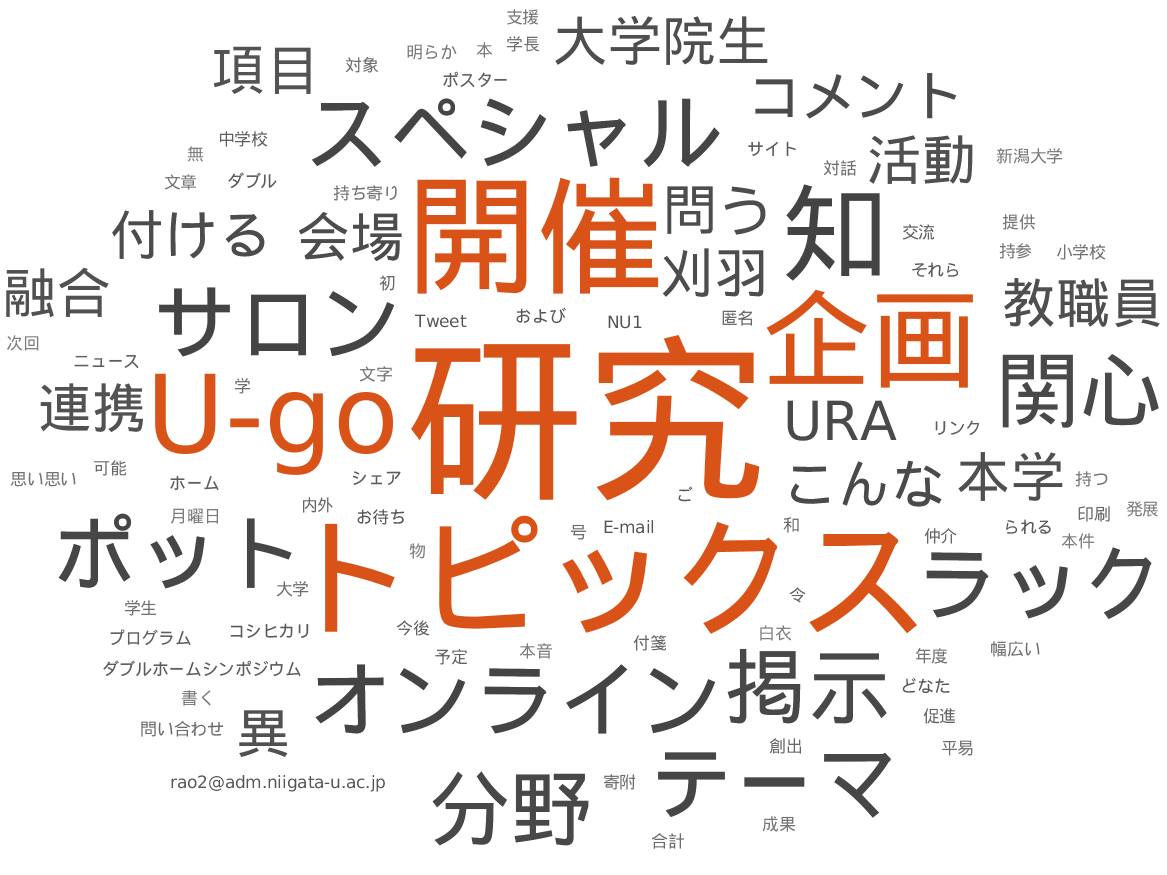 支援
学長
大学院生
明らか
本
項目
対象
ポスター
コメント
スペシャル
中学校
サイト
活動
無
対話
新潟大学
文章
ダブル
持ち寄り
開催
問う
知
付ける
会場
提供
交流
持参
小学校
刈羽
それら
融合
初
教職員
サロン
企画
Tweet
および
NU1
匿名
次回
ニュース
研究
関心
文字
学
連携
U-go
URA
リンク
思い思い
可能
こんな
本学
持つ
ホーム
シェア
ご
内外
お待ち
月曜日
印刷
発展
ポット
E-mail
和
られる
号
仲介
本件
物
トピックス
ラック
大学
令
学生
プログラム
コシヒカリ
今後
白衣
付箋
幅広い
予定
本音
年度
ダブルホームシンポジウム
掲示
どなた
書く
オンライン
促進
問い合わせ
異
創出
平易
rao2@adm.niigata-u.ac.jp
寄附
テーマ
分野
成果
合計